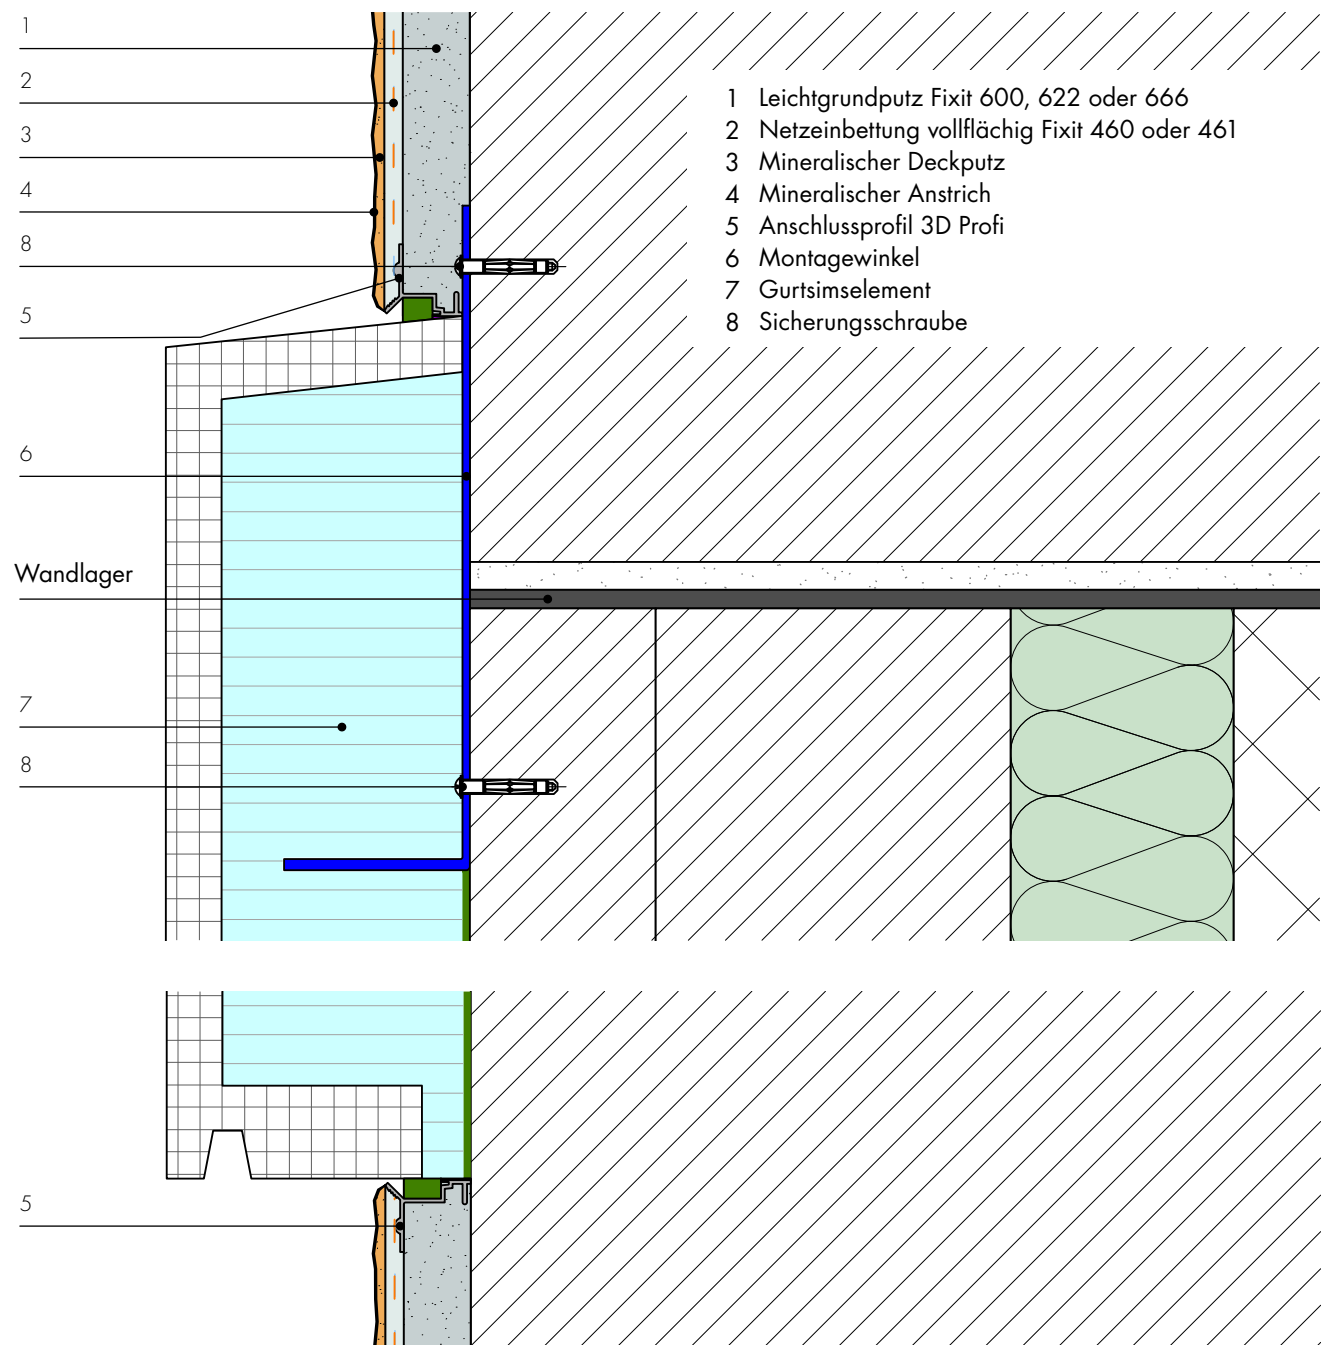 1
2
3
4
8
5
6
Wandlager
7
8
5
1 Leichtgrundputz Fixit 600, 622 oder 666
2 Netzeinbettung vollflächig Fixit 460 oder 461
3 Mineralischer Deckputz
4 Mineralischer Anstrich
5 Anschlussprofil 3D Profi
6 Montagewinkel
7 Gurtsimselement
8 Sicherungsschraube